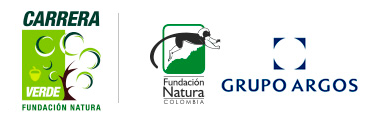 CARRERA
VERDE
FUNDACIÓN NATURA
Fundación
Natura
COLOMBIA
GRUPO ARGOS